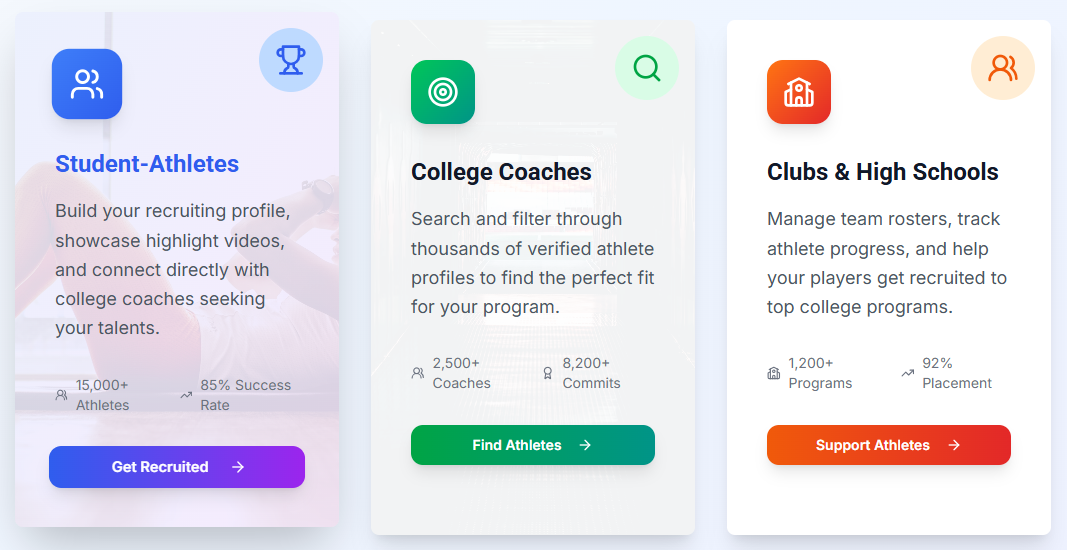 Student-Athletes
Build your recruiting profile,
showcase highlight videos,
and connect directly with
college coaches seeking
your talents.
15,000+
Athletes
85% Success
Rate
Get Recruited
College Coaches
Search and filter through
thousands of verified athlete
profiles to find the perfect fit
for your program.
2,500+
Coaches
8,200+
Commits
Find Athletes
Clubs & High Schools
Manage team rosters, track
athlete progress, and help
your players get recruited to
top college programs.
1,200+
Programs
92%
Placement
Support Athletes